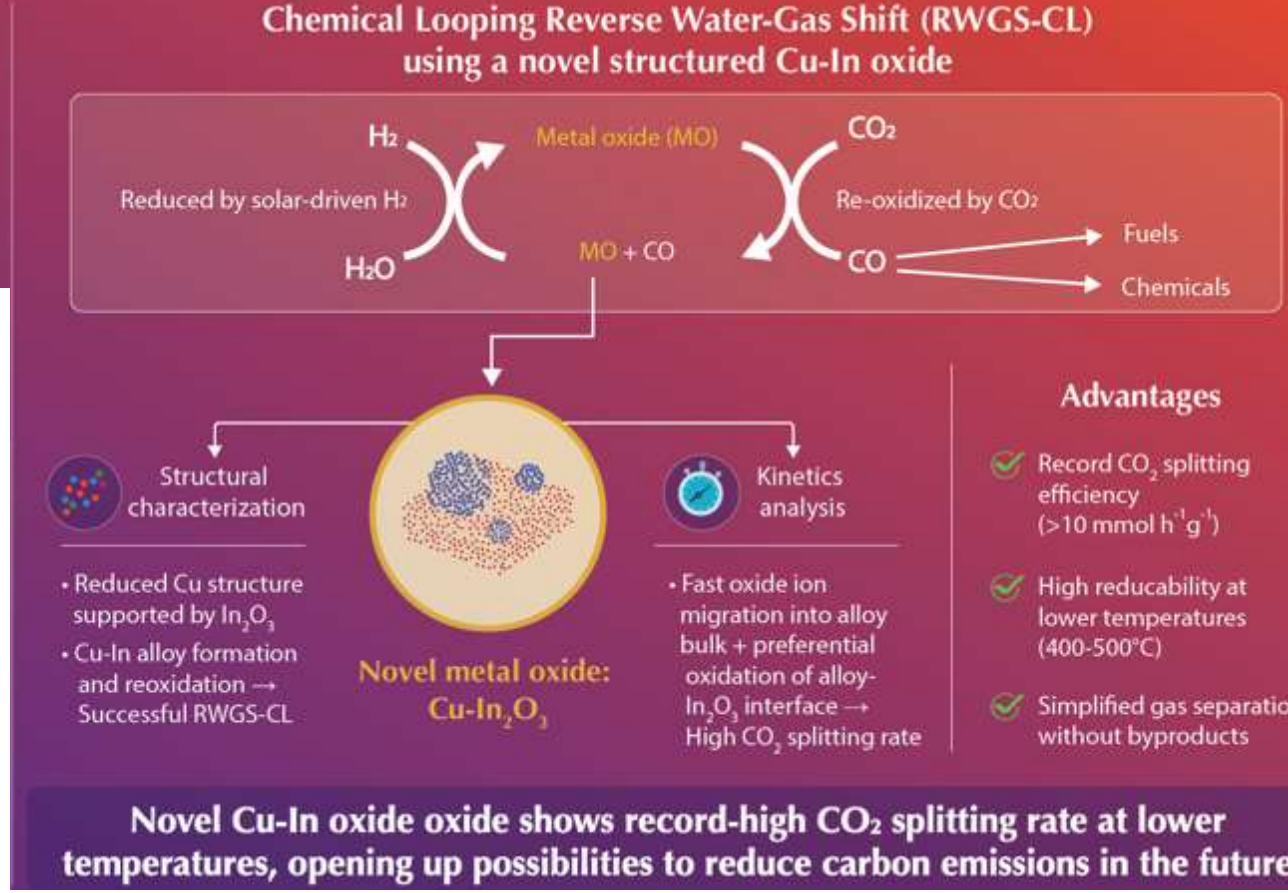 Chemical Looping Reverse Water-Gas Shift (RWGS-CL)
using a novel structured Cu-In oxide
H₂
Metal oxide (MO)
CO₂
Reduced by solar-driven H₂
Re-oxidized by CO₂
H₂O
MO + CO
CO
Fuels
Chemicals
Structural
characterization
• Reduced Cu structure
supported by In₂O₃
• Cu-In alloy formation
and reoxidation →
Successful RWGS-CL
Novel metal oxide:
Cu-In₂O₃
Kinetics
analysis
• Fast oxide ion
migration into alloy
bulk + preferential
oxidation of alloy-
In₂O₃ interface →
High CO₂ splitting rate
Advantages
Record CO₂ splitting
efficiency
(>10 mmol h⁻¹g⁻¹)
High reducability at
lower temperatures
(400-500°C)
Simplified gas separatio
without byproducts
Novel Cu-In oxide oxide shows record-high CO₂ splitting rate at lower
temperatures, opening up possibilities to reduce carbon emissions in the future